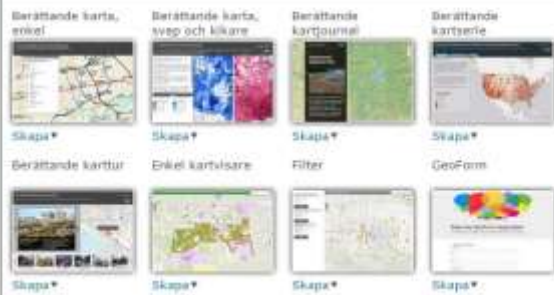 Berättande karta,
enkel
Berättande karta,
svep och kikare
Berättande
kartjournal
Berättande
kartserie
Skapa
Skapa
Skapa
Skapa
Berättande karttur
Enkel kartvisare
Filter
GeoForm
Skapa
Skapa
Skapa
Skapa